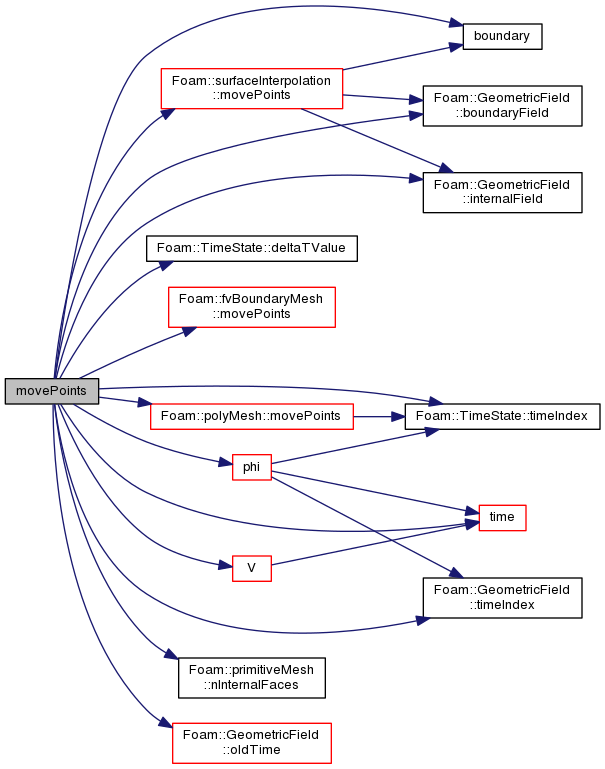 boundary
Foam::surfaceInterpolation
::movePoints
Foam::GeometricField
::boundaryField
Foam::GeometricField
::internalField
Foam::TimeState::deltaTValue
Foam::fvBoundaryMesh
::movePoints
movePoints
Foam::polyMesh::movePoints
Foam::TimeState::timeIndex
phi
time
V
Foam::GeometricField
::timeIndex
Foam::primitiveMesh
::nInternalFaces
Foam::GeometricField
::oldTime